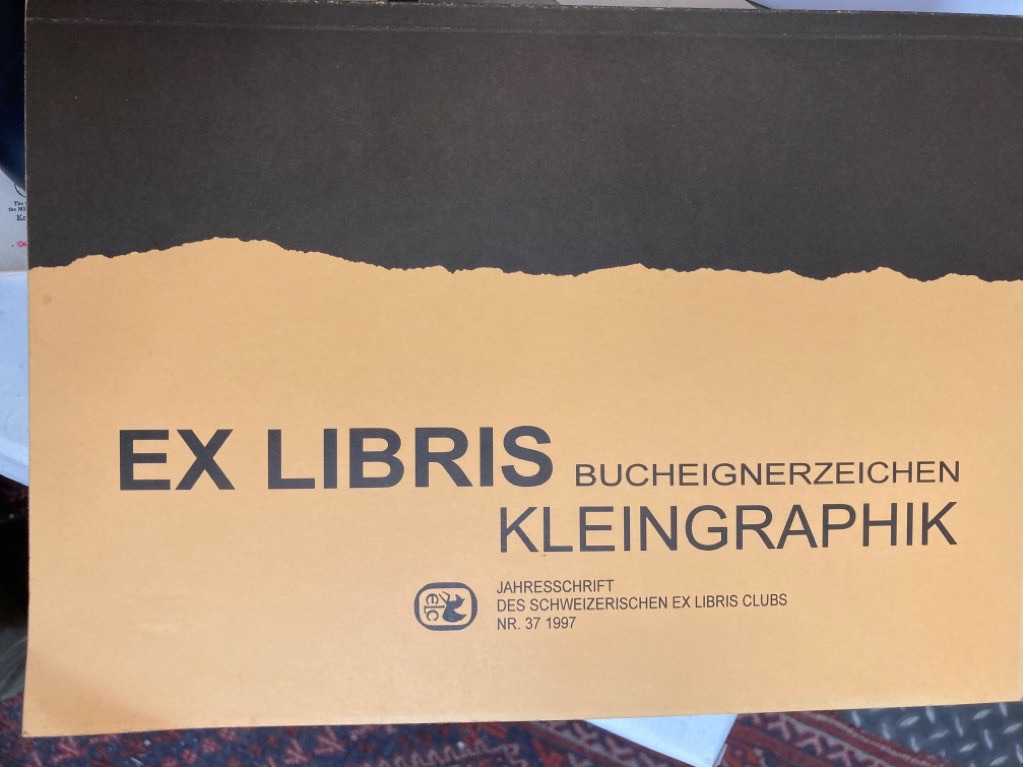 EX LIBRIS BUCHEIGNERZEICHEN
KLEINGRAPHIK
elc
JAHRESSCHRIFT
DES SCHWEIZERISCHEN EX LIBRIS CLUBS
NR. 37 1997